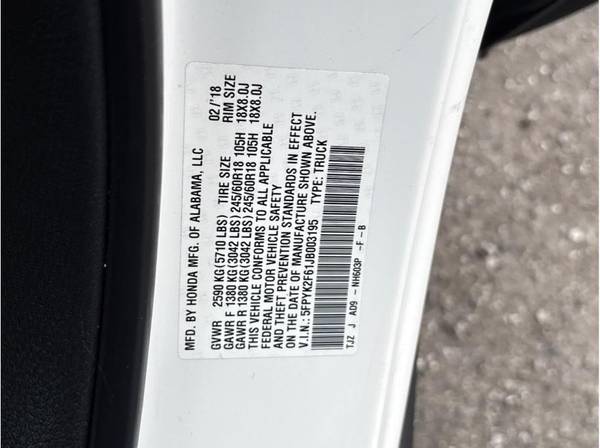 MFD. BY HONDA MFG. OF ALABAMA, LLC 02/'18
GVWR 2590 KG(5710 LBS) TIRE SIZE RIM SIZE
GAWR F 1380 KG(3042 LBS) 245/60R18 105H 18X8.0J
GAWR R 1380 KG(3042 LBS) 245/60R18 105H 18X8.0J
THIS VEHICLE CONFORMS TO ALL APPLICABLE
FEDERAL MOTOR VEHICLE SAFETY
AND THEFT PREVENTION STANDARDS IN EFFECT
ON THE DATE OF MANUFACTURE SHOWN ABOVE.
V.I.N.: 5FPYK2F61JB003195 TYPE: TRUCK
TJZ J A09 - NH603P -F -B